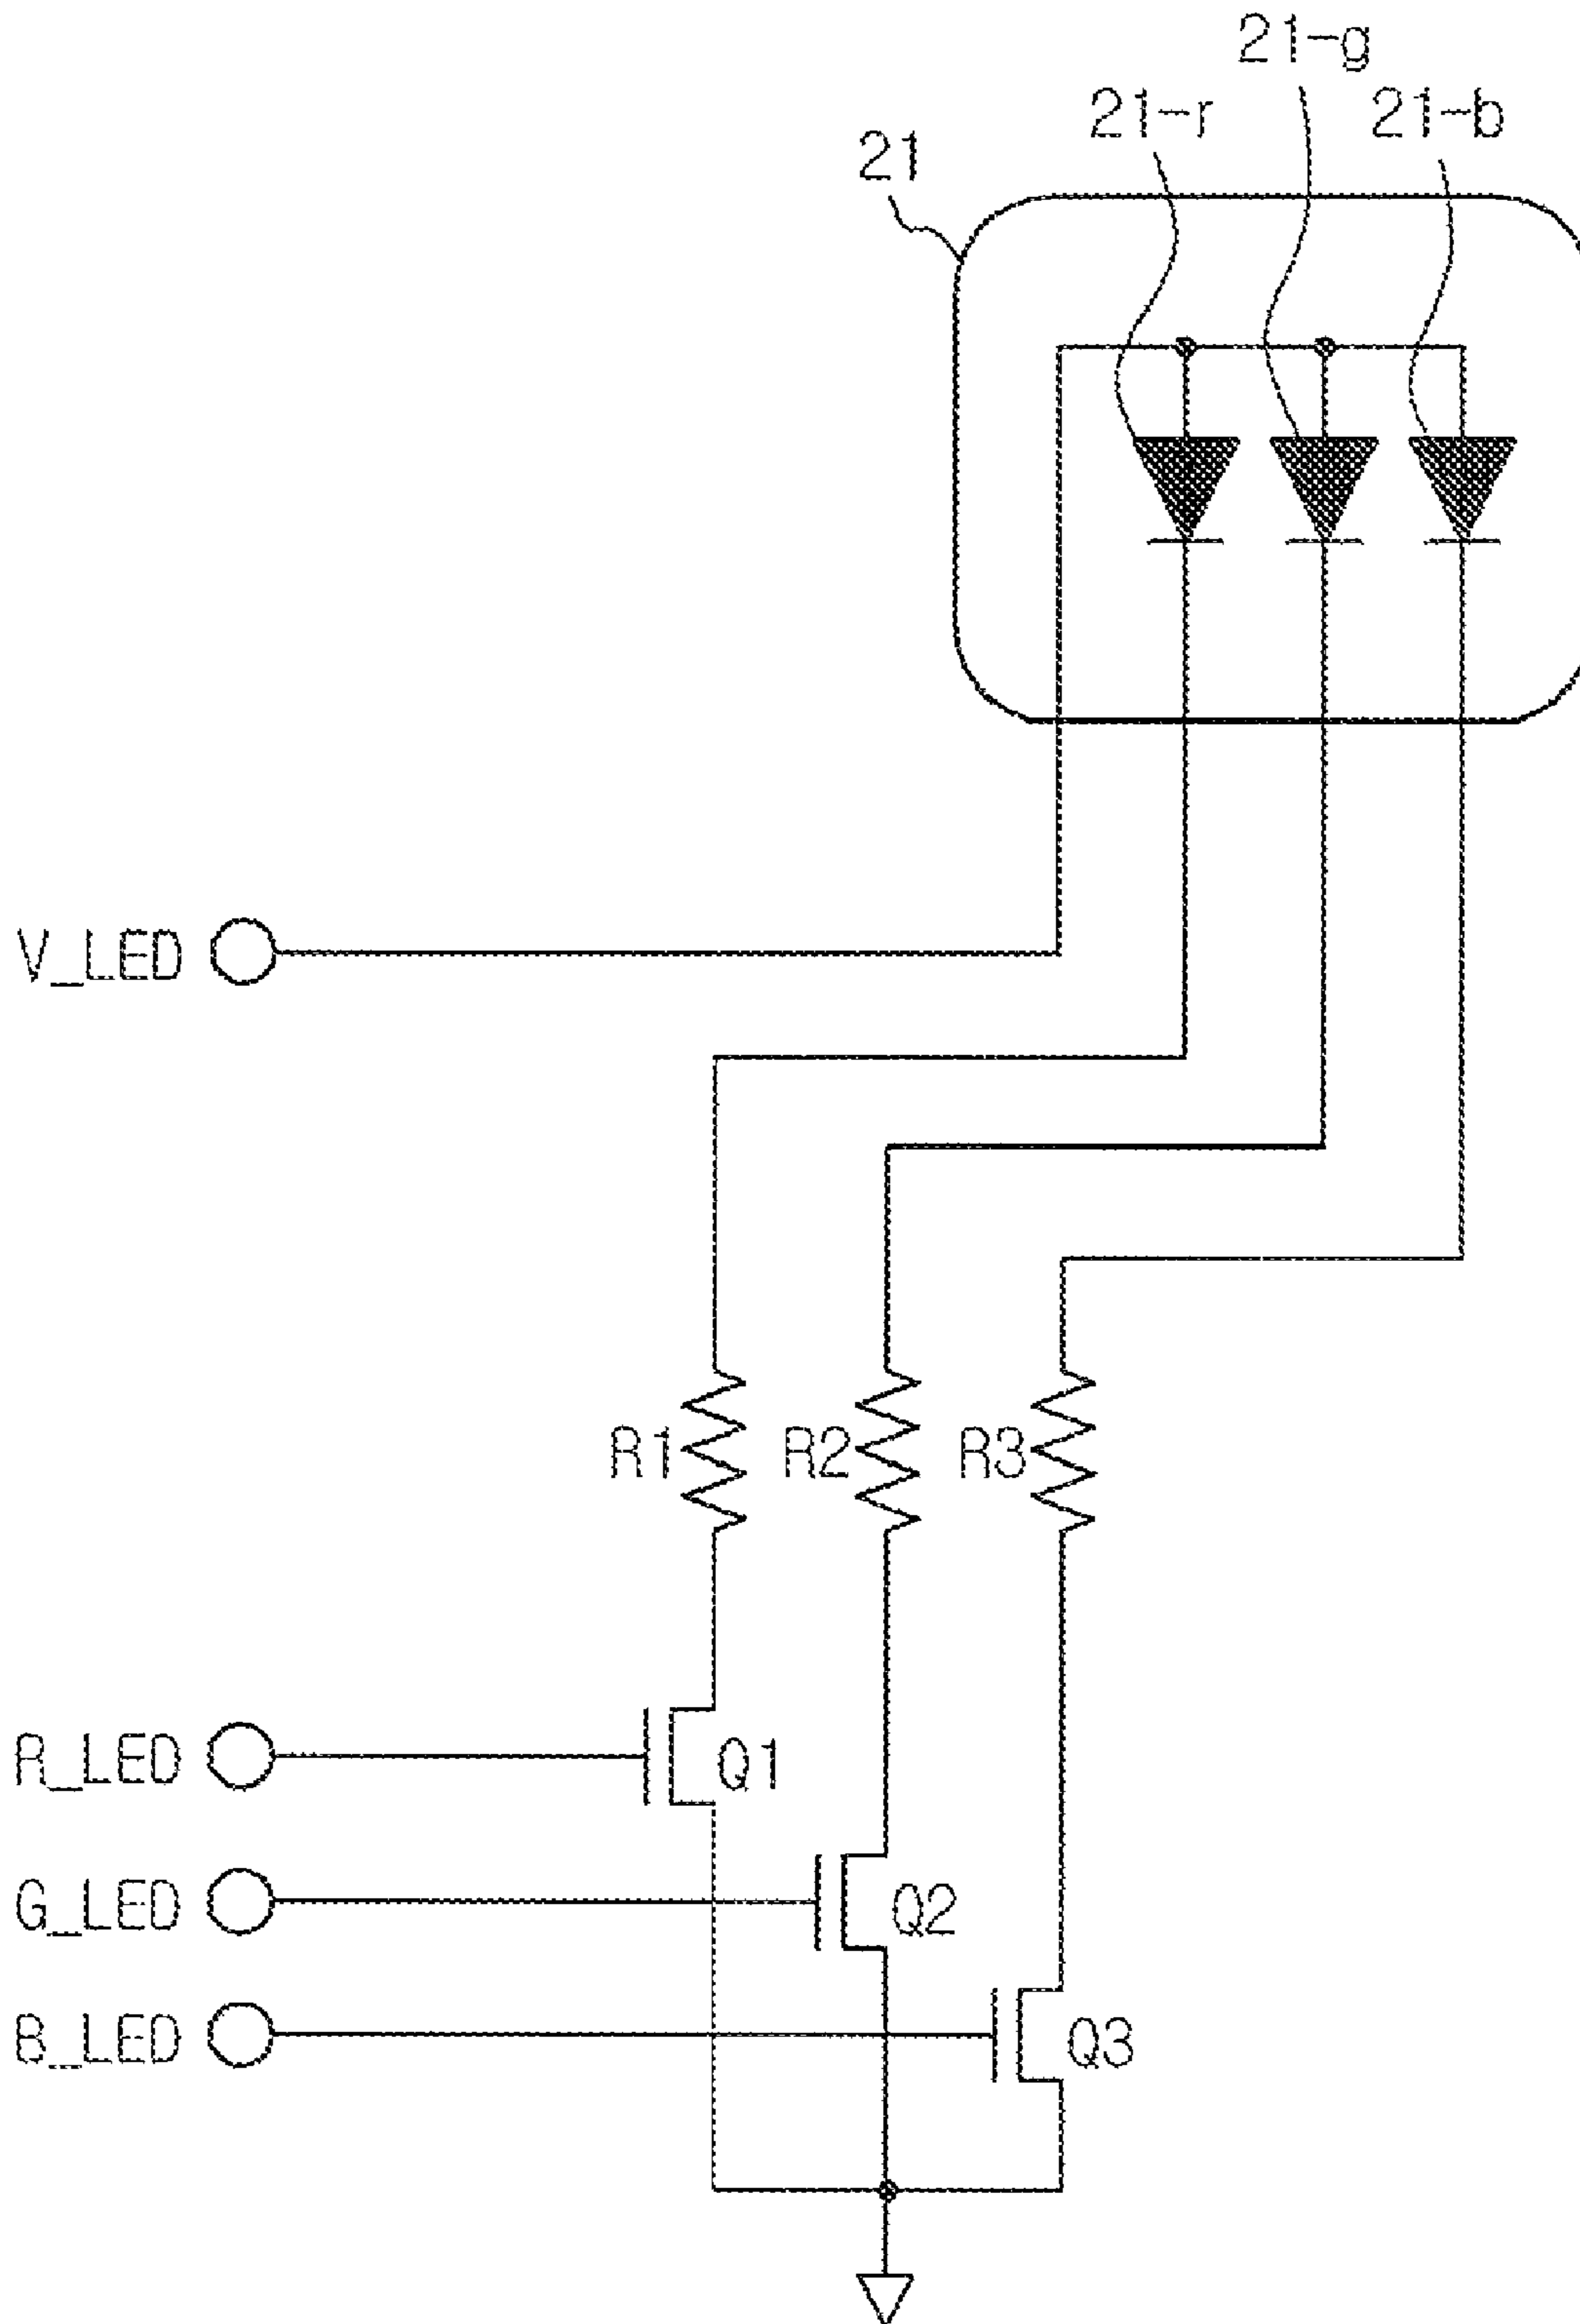 21-g
21-r
21-b
21
V_LED
R1
R2
R3
R_LED
Q1
G_LED
Q2
B_LED
Q3